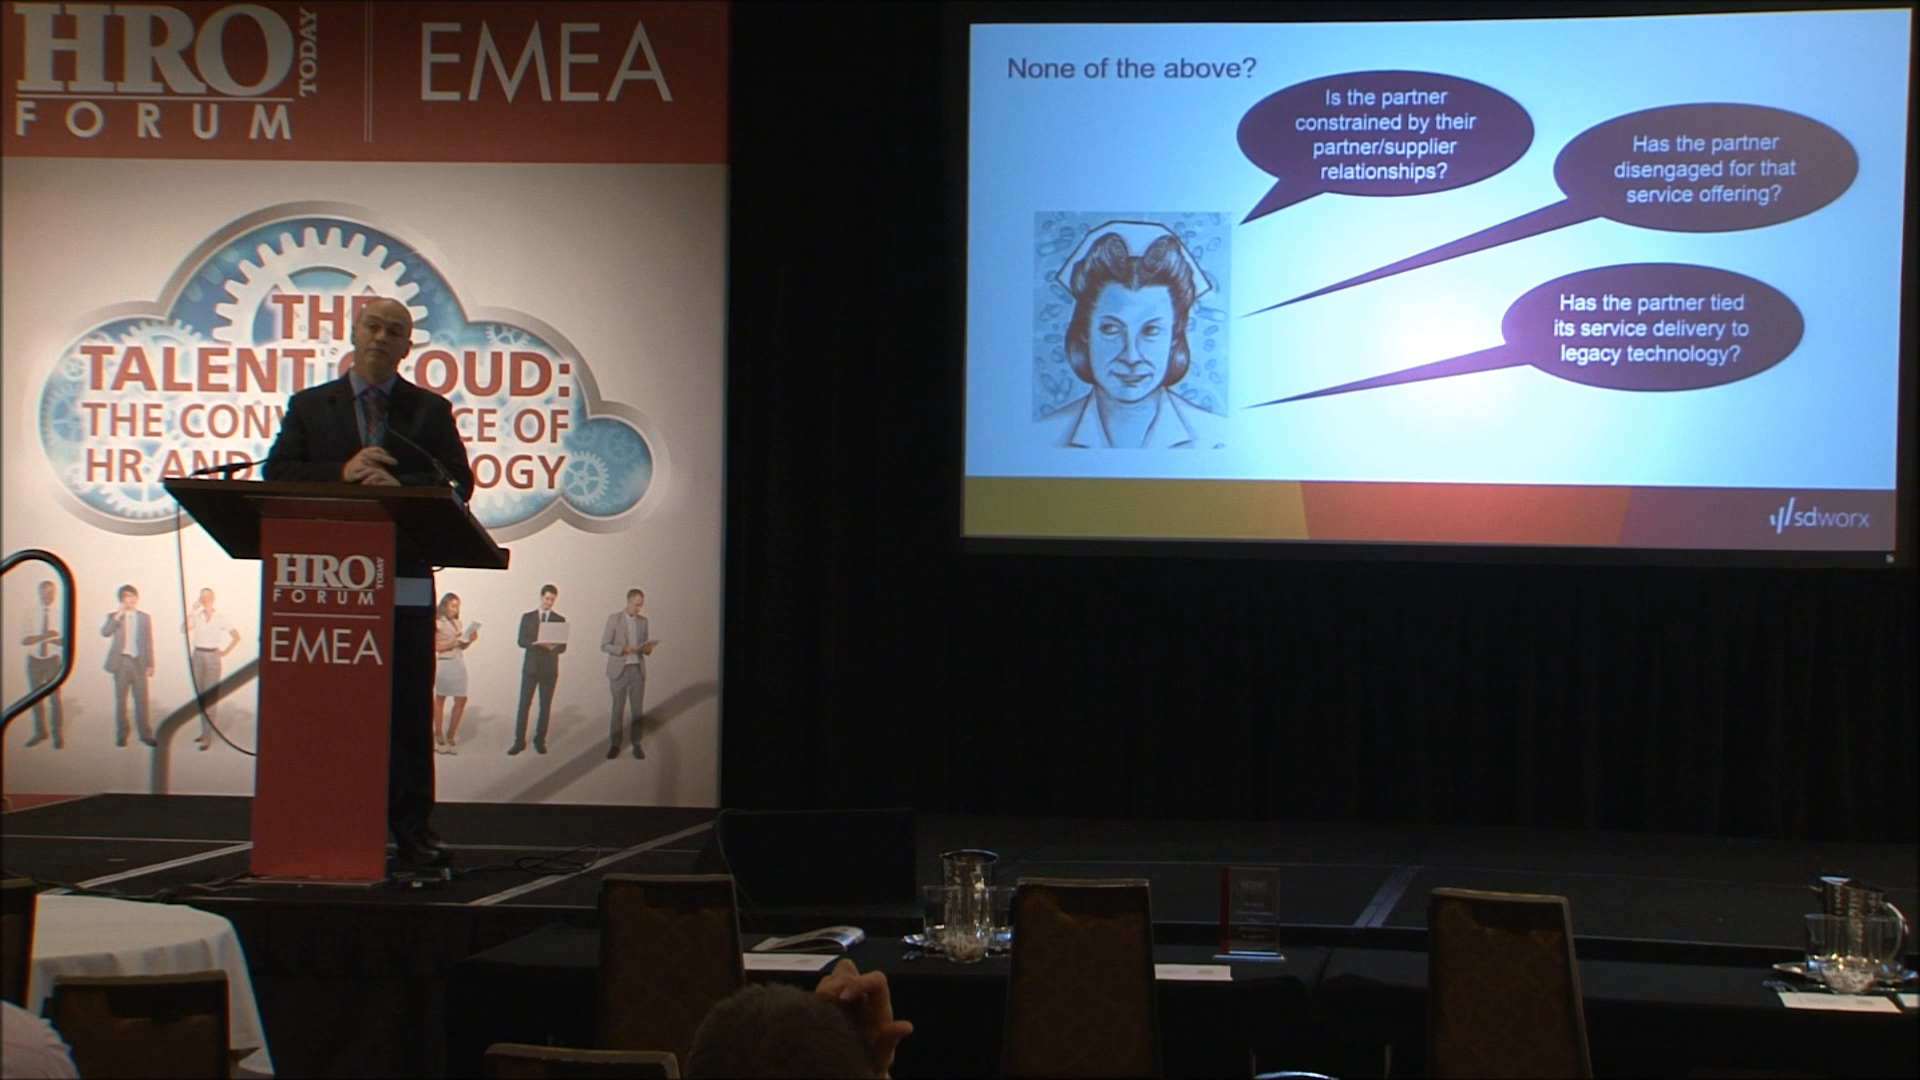 HRO
TODAY
FORUM
EMEA
THE
TALENT CLOUD:
THE CONV CE OF
HR AND OGY
HRO
TODAY
FORUM
EMEA
None of the above?
Is the partner
constrained by their
partner/supplier
relationships?
Has the partner
disengaged for that
service offering?
Has the partner tied
its service delivery to
legacy technology?
sdworx